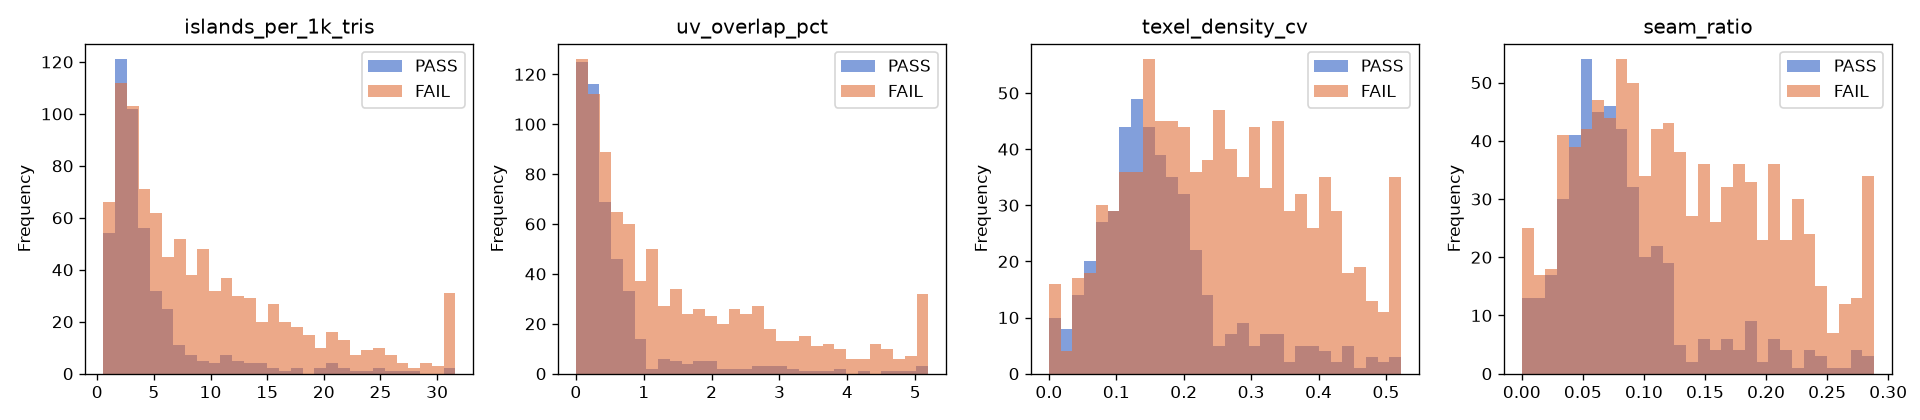 islands_per_1k_tris
PASS
FAIL
Frequency
120
100
80
60
40
20
0
0 5 10 15 20 25 30
uv_overlap_pct
PASS
FAIL
Frequency
120
100
80
60
40
20
0
0 1 2 3 4 5
texel_density_cv
PASS
FAIL
Frequency
50
40
30
20
10
0
0.0 0.1 0.2 0.3 0.4 0.5
seam_ratio
PASS
FAIL
Frequency
50
40
30
20
10
0
0.00 0.05 0.10 0.15 0.20 0.25 0.30